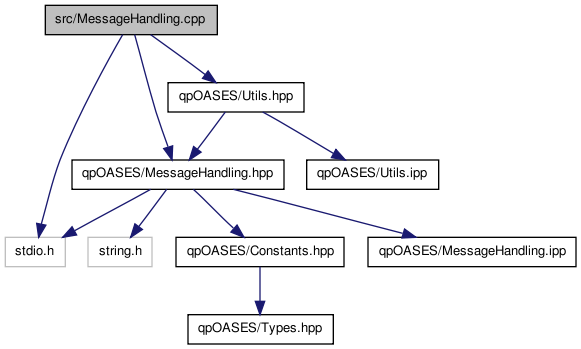 src/MessageHandling.cpp
qpOASES/Utils.hpp
qpOASES/MessageHandling.hpp
qpOASES/Utils.ipp
stdio.h
string.h
qpOASES/Constants.hpp
qpOASES/MessageHandling.ipp
qpOASES/Types.hpp